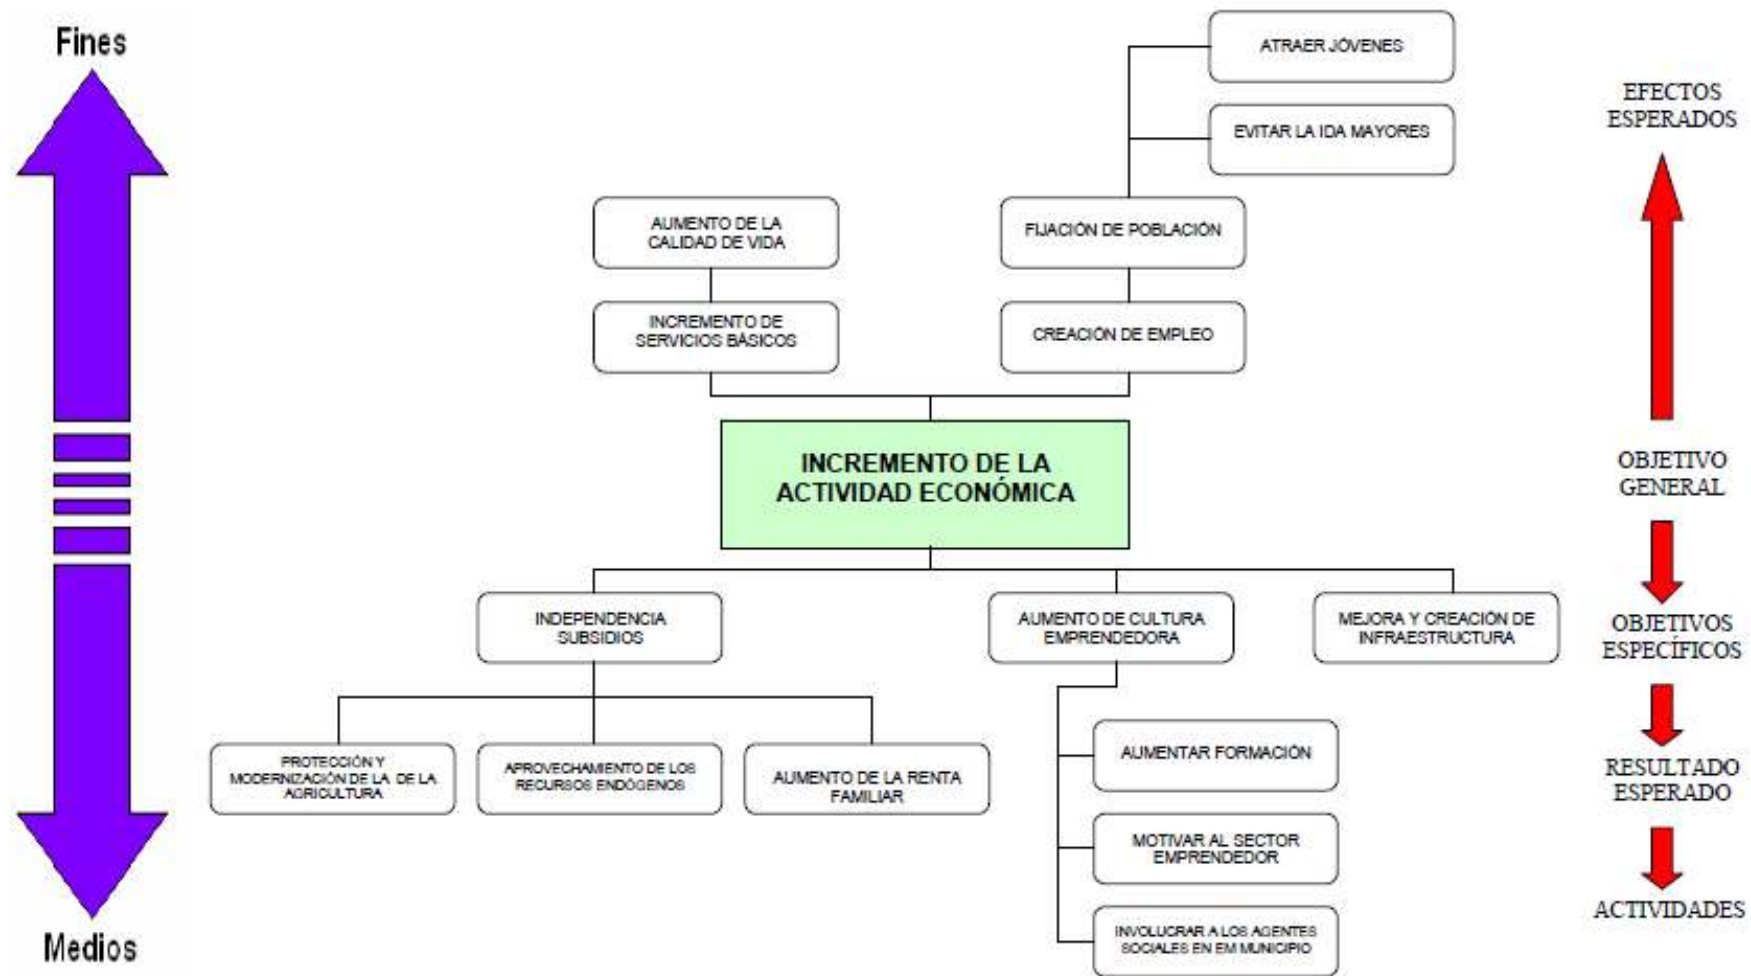 Fines
ATRAER JÓVENES
EFECTOS
ESPERADOS
EVITAR LA IDA MAYORES
AUMENTO DE LA
CALIDAD DE VIDA
FIJACIÓN DE POBLACIÓN
INCREMENTO DE
SERVICIOS BÁSICOS
CREACIÓN DE EMPLEO
INCREMENTO DE LA
ACTIVIDAD ECONÓMICA
OBJETIVO
GENERAL
INDEPENDENCIA
SUBSIDIOS
AUMENTO DE CULTURA
EMPRENDEDORA
MEJORA Y CREACIÓN DE
INFRAESTRUCTURA
OBJETIVOS
ESPECÍFICOS
PROTECCIÓN Y
MODERNIZACIÓN DE LA DE LA
AGRICULTURA
APROVECHAMIENTO DE LOS
RECURSOS ENDÓGENOS
AUMENTO DE LA RENTA
FAMILIAR
AUMENTAR FORMACIÓN
RESULTADO
ESPERADO
MOTIVAR AL SECTOR
EMPRENDEDOR
ACTIVIDADES
INVOLUCRAR A LOS AGENTES
SOCIALES EN EM MUNICIPIO
Medios